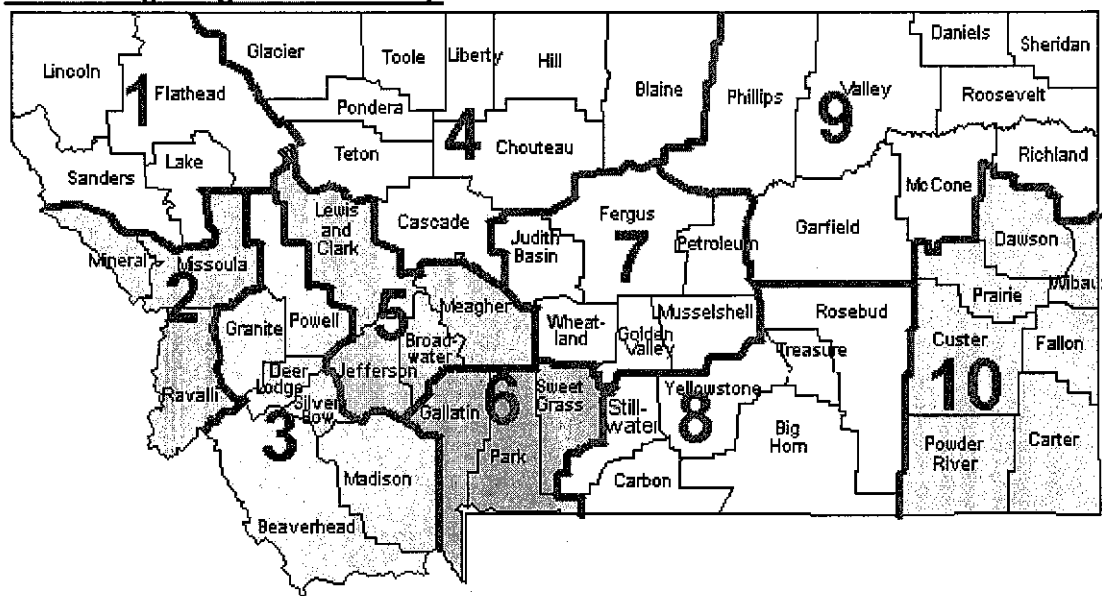 Daniels
Sheridan
Glacier
Toole
Liberty
Hill
Lincoln
Blaine
Phillips
Valley
1
Flathead
Roosevelt
Pondera
9
4
Chouteau
Teton
Lake
Richland
Sanders
McCone
Lewis
and
Clark
Cascade
Fergus
Garfield
Judith
Basin
Petroleum
Dawson
7
Mineral
Missoula
2
Meagher
Prairie
Wibaux
5
Granite
Powell
Broad-
water
Wheat-
land
Golden
Valley
Musselshell
Rosebud
Treasure
Custer
Fallon
Deer
Lodge
Jefferson
Ravalli
Silver
Bow
Gallatin
6
Sweet
Grass
Yellowstone
10
Still-
water
8
3
Big
Horn
Powder
River
Carter
Park
Madison
Carbon
Beaverhead